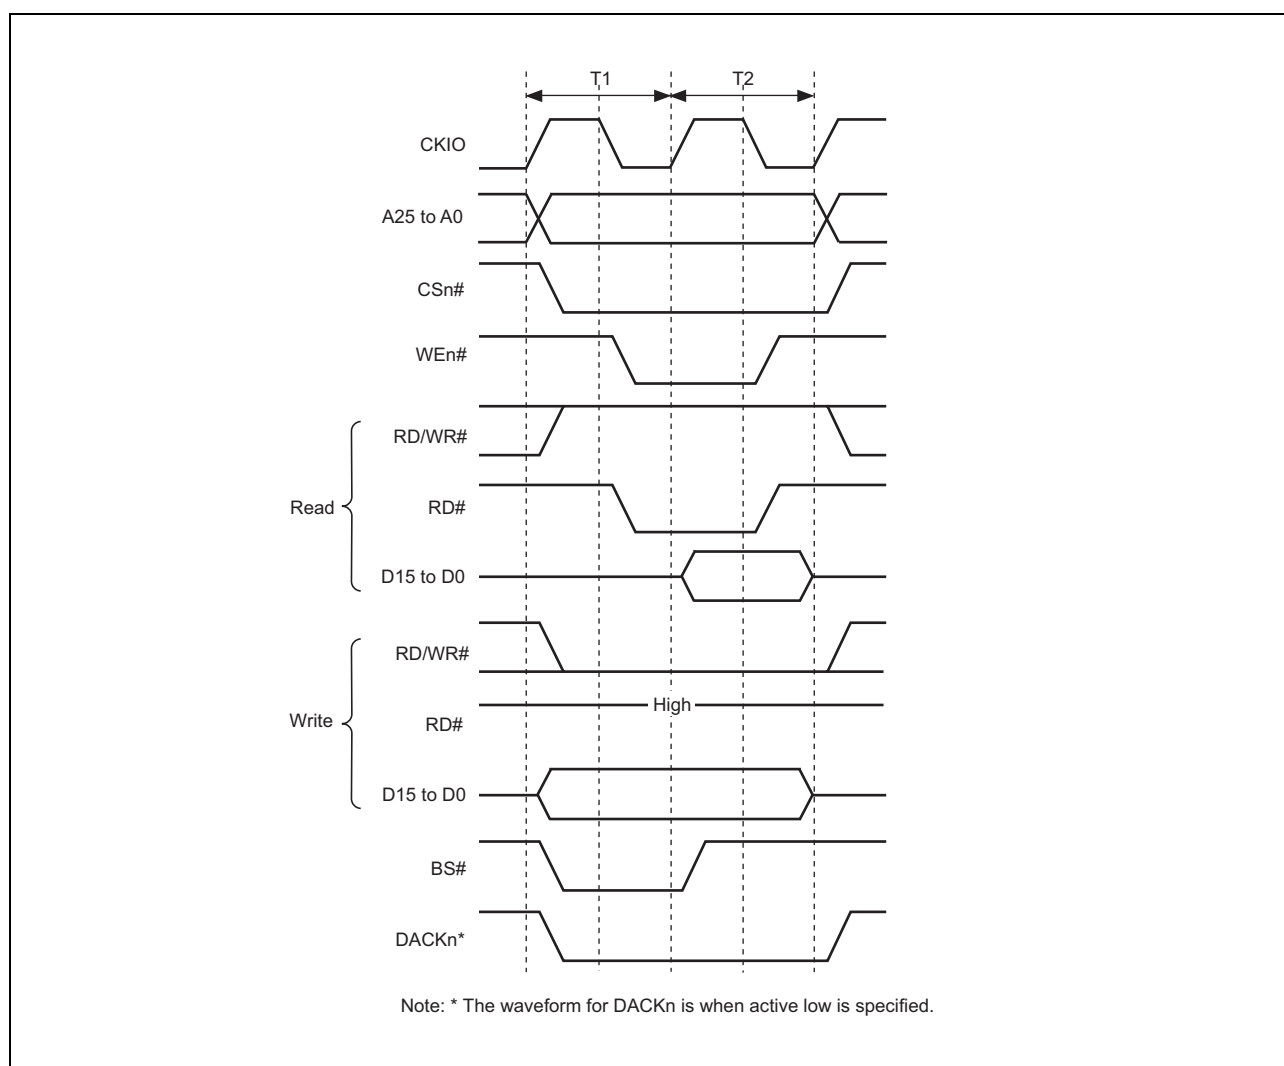 T1 T2
CKIO
A25 to A0
CSn#
WEn#
RD/WR#
Read RD#
D15 to D0
RD/WR#
High
Write RD#
D15 to D0
BS#
DACKn*
Note: * The waveform for DACKn is when active low is specified.